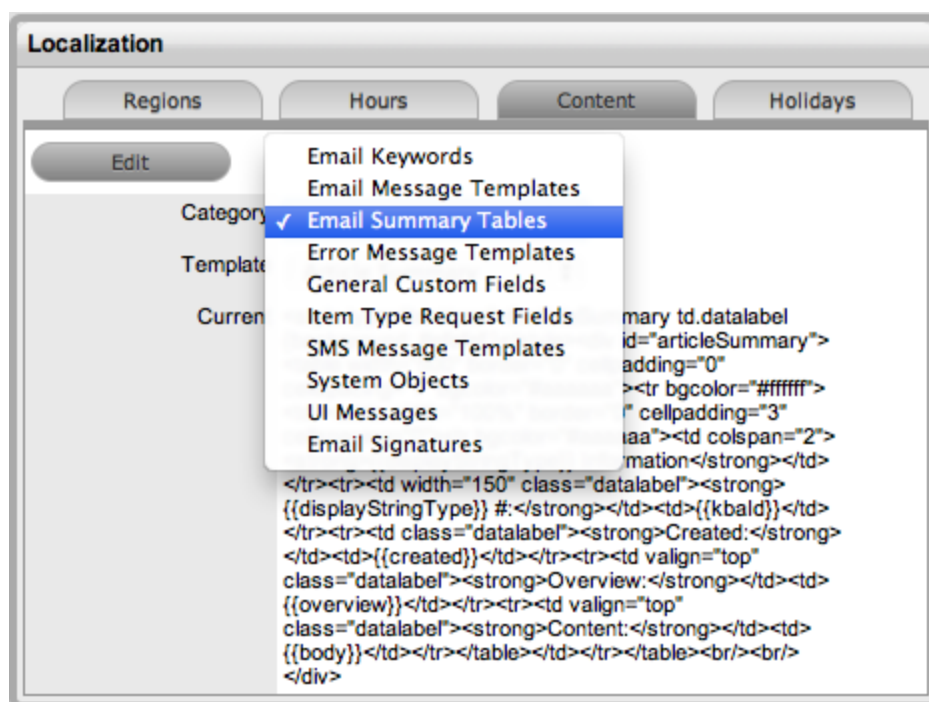 Localization
Regions Hours Content Holidays
Edit
Email Keywords
Email Message Templates
Category ✓ Email Summary Tables
Error Message Templates
Template
General Custom Fields
Curren Item Type Request Fields mmary td.datalabel
SMS Message Templates id="articleSummary">
adding="0"
System Objects ><tr bgcolor="#ffffff">
UI Messages cellpadding="3"
Email Signatures aaa"><td colspan="2">
rmation</strong></td>
</tr><tr><td width="150" class="datalabel"><strong>
{{displayStringType}} #:</strong></td><td>{{kbaId}}</td>
</tr><tr><td class="datalabel"><strong>Created:</strong>
</td><td>{{created}}</td></tr><tr><td valign="top"
class="datalabel"><strong>Overview:</strong></td><td>
{{overview}}</td></tr><tr><td valign="top"
class="datalabel"><strong>Content:</strong></td><td>
{{body}}</td></tr></table></td></tr></table><br/><br/>
</div>